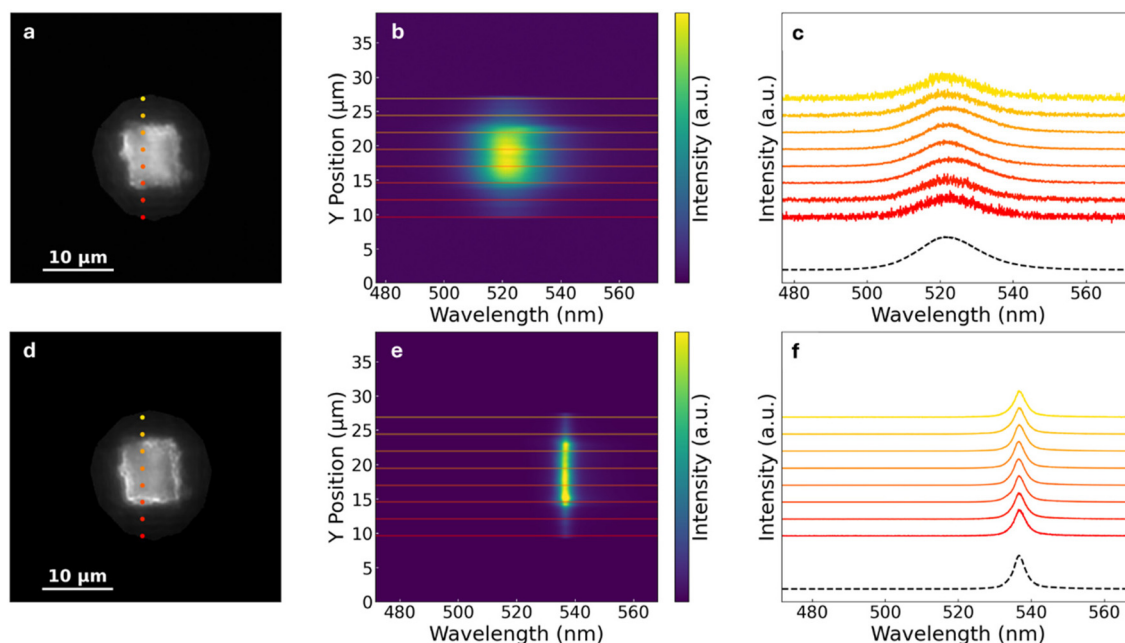 a
10 µm
b
Y Position (µm)
35
30
25
20
15
10
5
0
480 500 520 540 560
Wavelength (nm)
Intensity (a.u.)
c
Intensity (a.u.)
480 500 520 540 560
Wavelength (nm)
d
10 µm
e
Y Position (µm)
35
30
25
20
15
10
5
0
480 500 520 540 560
Wavelength (nm)
Intensity (a.u.)
f
Intensity (a.u.)
480 500 520 540 560
Wavelength (nm)